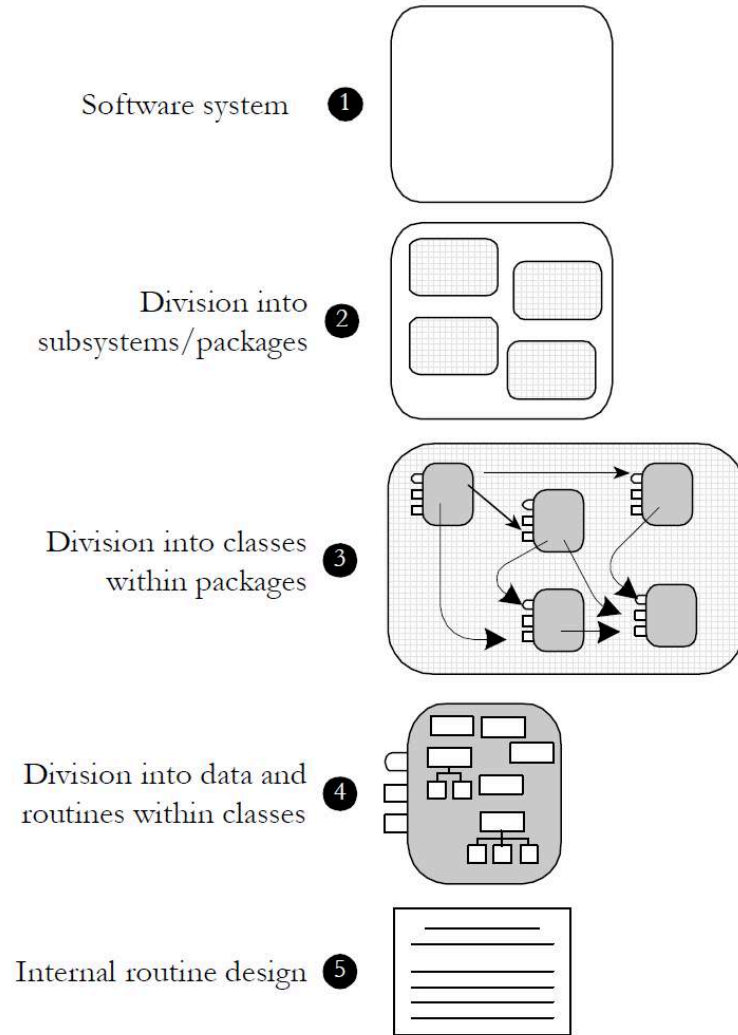 Software system 1
Division into
subsystems/packages 2
Division into classes
within packages 3
Division into data and
routines within classes 4
Internal routine design 5